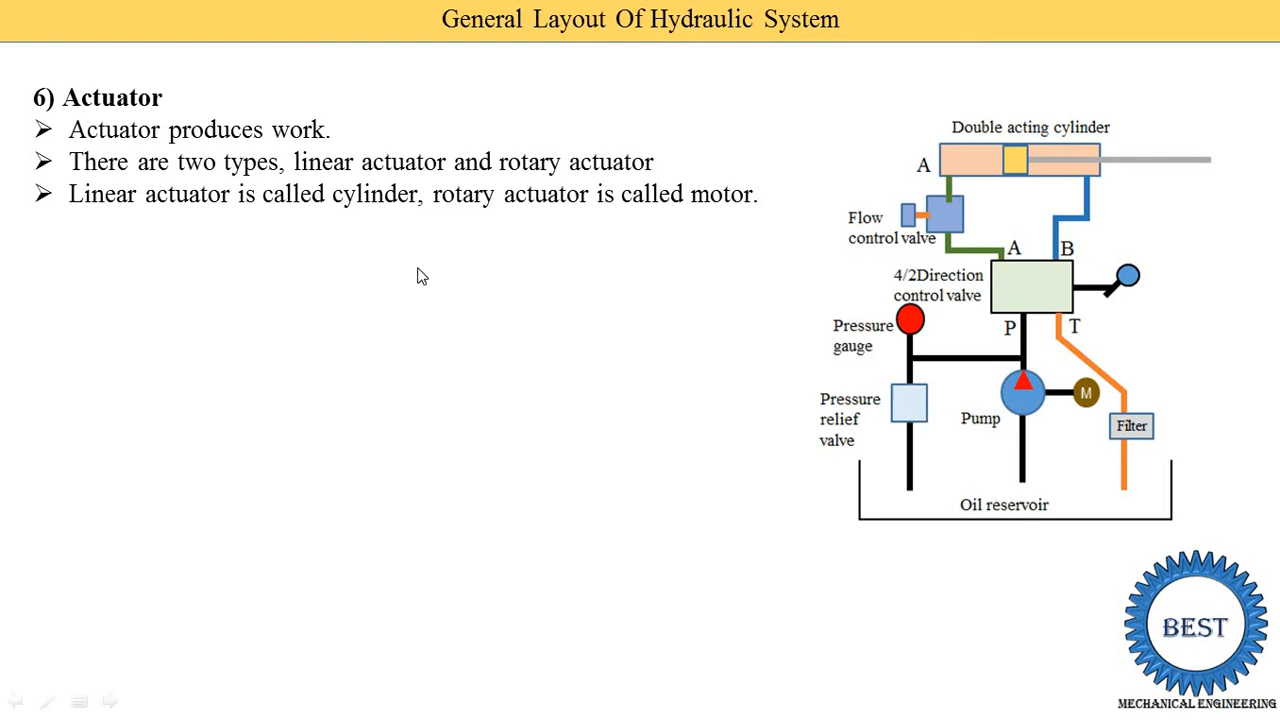 General Layout Of Hydraulic System
6) Actuator
➢ Actuator produces work.
➢ There are two types, linear actuator and rotary actuator
➢ Linear actuator is called cylinder, rotary actuator is called motor.
Double acting cylinder
A
Flow
control valve
A
B
4/2Direction
control valve
P
T
Pressure
gauge
M
Pressure
relief
valve
Pump
Filter
Oil reservoir
BEST
MECHANICAL ENGINEERING